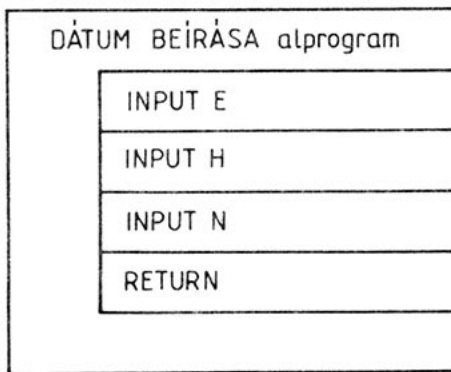 DÁTUM BEÍRÁSA alprogram
INPUT E
INPUT H
INPUT N
RETURN